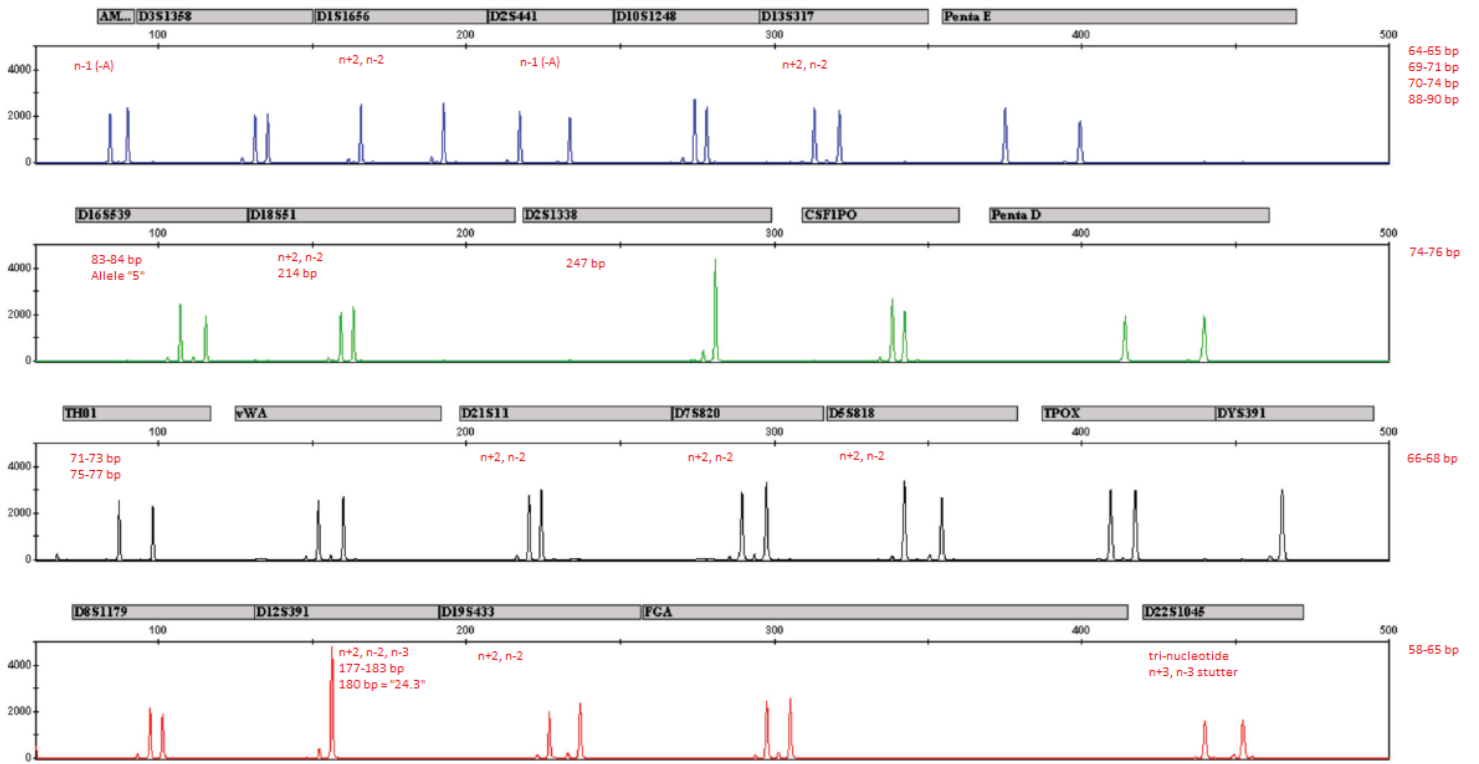 AM... D3S1358 D1S1656 D2S441 D10S1248 D13S317 Penta E
100 200 300 400 500
n-1 (-A) n+2, n-2 n-1 (-A) n+2, n-2
64-65 bp
69-71 bp
70-74 bp
88-90 bp
4000
2000
0
D16S539 D18S51 D2S1338 CSF1PO Penta D
100 200 300 400 500
83-84 bp
Allele "5"
n+2, n-2
214 bp
247 bp
74-76 bp
4000
2000
0
TH01 vWA D21S11 D7S820 D5S818 TPOX DYS391
100 200 300 400 500
71-73 bp
75-77 bp
n+2, n-2 n+2, n-2 n+2, n-2
66-68 bp
4000
2000
0
D8S1179 D12S391 D19S433 FGA D22S1045
100 200 300 400 500
n+2, n-2, n-3
177-183 bp
180 bp = "24.3"
n+2, n-2
tri-nucleotide
n+3, n-3 stutter
58-65 bp
4000
2000
0